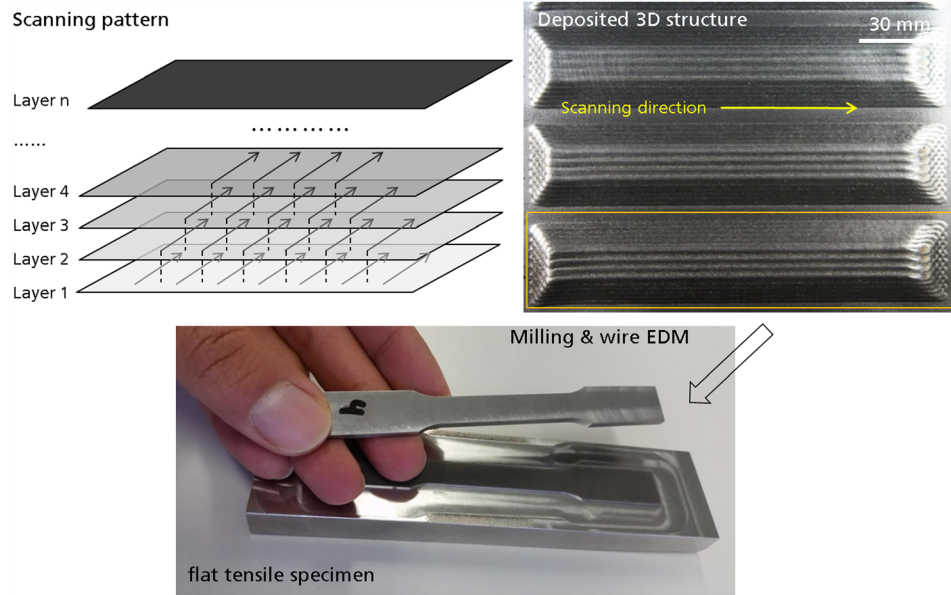 Scanning pattern
Layer n
......
Layer 4
Layer 3
Layer 2
Layer 1
Deposited 3D structure
30 mm
Scanning direction
Milling & wire EDM
h
flat tensile specimen